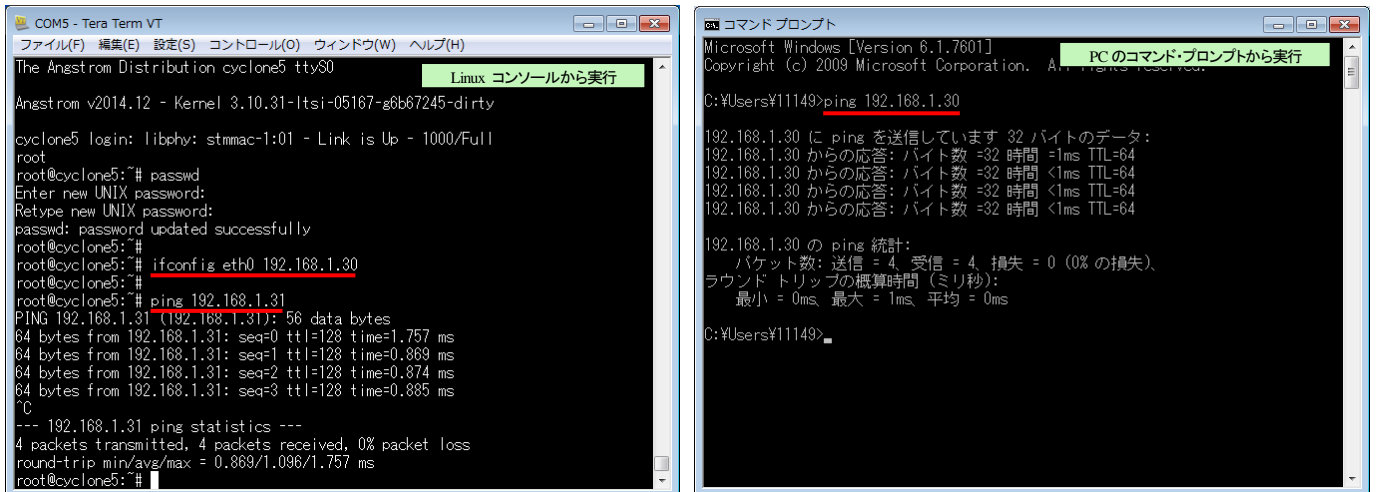 COM5 - Tera Term VT
ファイル(F) 編集(E) 設定(S) コントロール(O) ウィンドウ(W) ヘルプ(H)
The Angstrom Distribution cyclone5 ttyS0
Linux コンソールから実行
Angstrom v2014.12 - Kernel 3.10.31-ltsi-05167-g6b67245-dirty
cyclone5 login: libphy: stmmac-1:01 - Link is Up - 1000/Full
root
root@cyclone5:~# passwd
Enter new UNIX password:
Retype new UNIX password:
passwd: password updated successfully
root@cyclone5:~#
root@cyclone5:~# ifconfig eth0 192.168.1.30
root@cyclone5:~#
root@cyclone5:~# ping 192.168.1.31
PING 192.168.1.31 (192.168.1.31): 56 data bytes
64 bytes from 192.168.1.31: seq=0 ttl=128 time=1.757 ms
64 bytes from 192.168.1.31: seq=1 ttl=128 time=0.869 ms
64 bytes from 192.168.1.31: seq=2 ttl=128 time=0.874 ms
64 bytes from 192.168.1.31: seq=3 ttl=128 time=0.885 ms
^C
--- 192.168.1.31 ping statistics ---
4 packets transmitted, 4 packets received, 0% packet loss
round-trip min/avg/max = 0.869/1.096/1.757 ms
root@cyclone5:~#
コマンド プロンプト
Microsoft Windows [Version 6.1.7601]
PC のコマンド・プロンプトから実行
Copyright (c) 2009 Microsoft Corporation. All rights reserved.
C:¥Users¥11149>ping 192.168.1.30
192.168.1.30 に ping を送信しています 32 バイトのデータ:
192.168.1.30 からの応答: バイト数 =32 時間 =1ms TTL=64
192.168.1.30 からの応答: バイト数 =32 時間 <1ms TTL=64
192.168.1.30 からの応答: バイト数 =32 時間 <1ms TTL=64
192.168.1.30 からの応答: バイト数 =32 時間 <1ms TTL=64
192.168.1.30 の ping 統計:
パケット数: 送信 = 4、受信 = 4、損失 = 0 (0% の損失)、
ラウンド トリップの概算時間 (ミリ秒):
最小 = 0ms、最大 = 1ms、平均 = 0ms
C:¥Users¥11149>